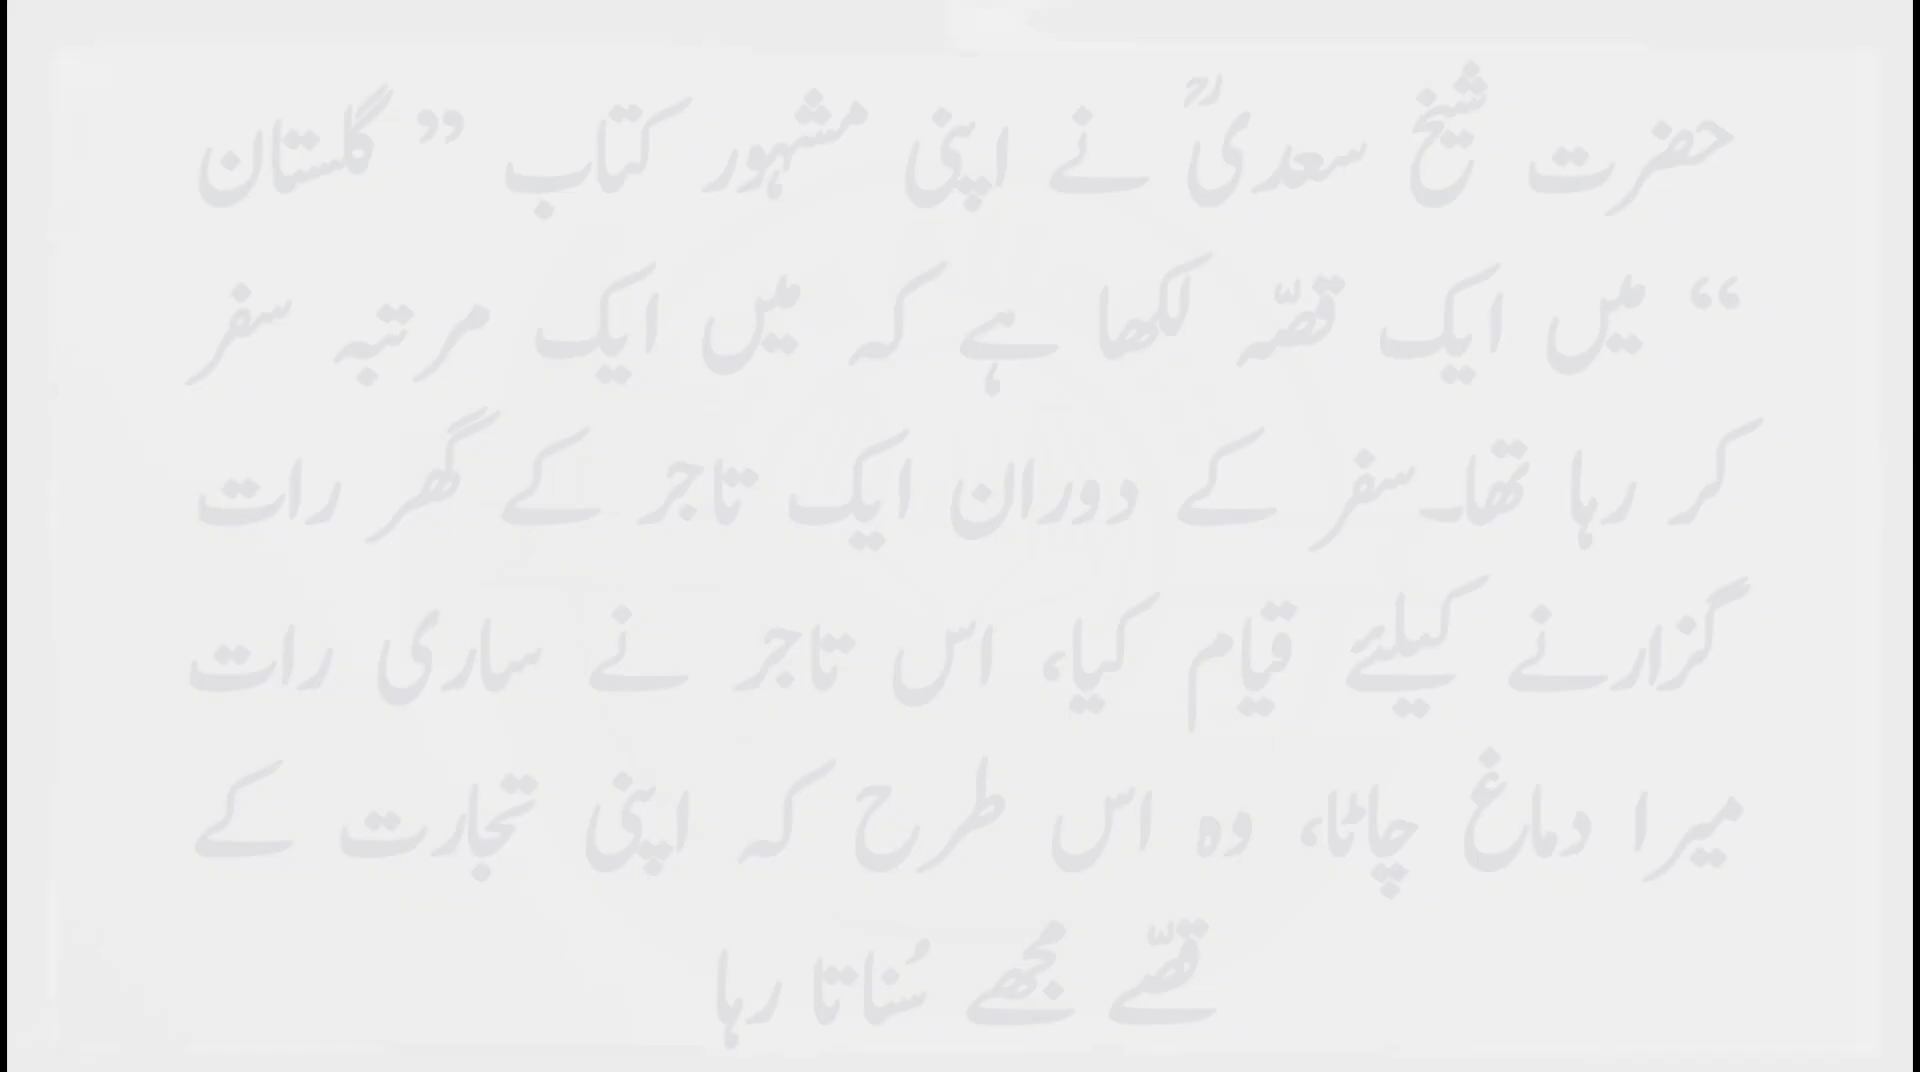 حضرت شیخ سعدیؒ نے اپنی مشہور کتاب ” گلستان
“ میں ایک قصّہ لکھا ہے کہ میں ایک مرتبہ سفر
کر رہا تھا۔سفر کے دوران ایک تاجر کے گھر رات
گزارنے کیلئے قیام کیا، اس تاجر نے ساری رات
میرا دماغ چاٹا، وہ اس طرح کہ اپنی تجارت کے
قصّے مجھے سُناتا رہا